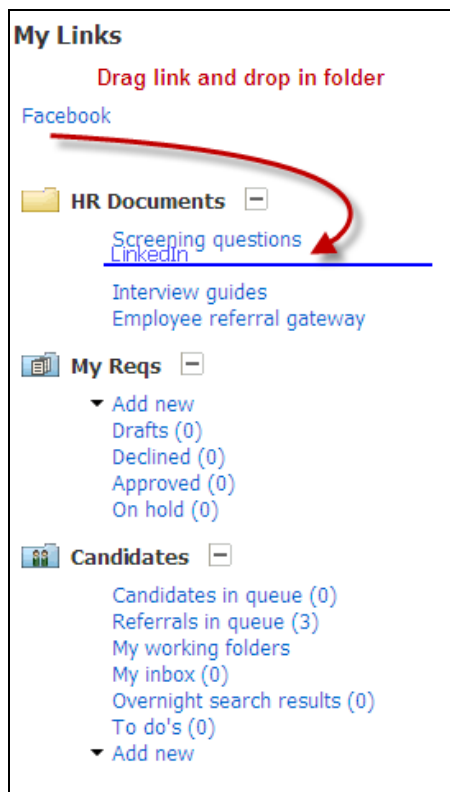 My Links
Drag link and drop in folder
Facebook
HR Documents
Screening questions
LinkedIn
Interview guides
Employee referral gateway
My Reqs
Add new
Drafts (0)
Declined (0)
Approved (0)
On hold (0)
Candidates
Candidates in queue (0)
Referrals in queue (3)
My working folders
My inbox (0)
Overnight search results (0)
To do's (0)
Add new